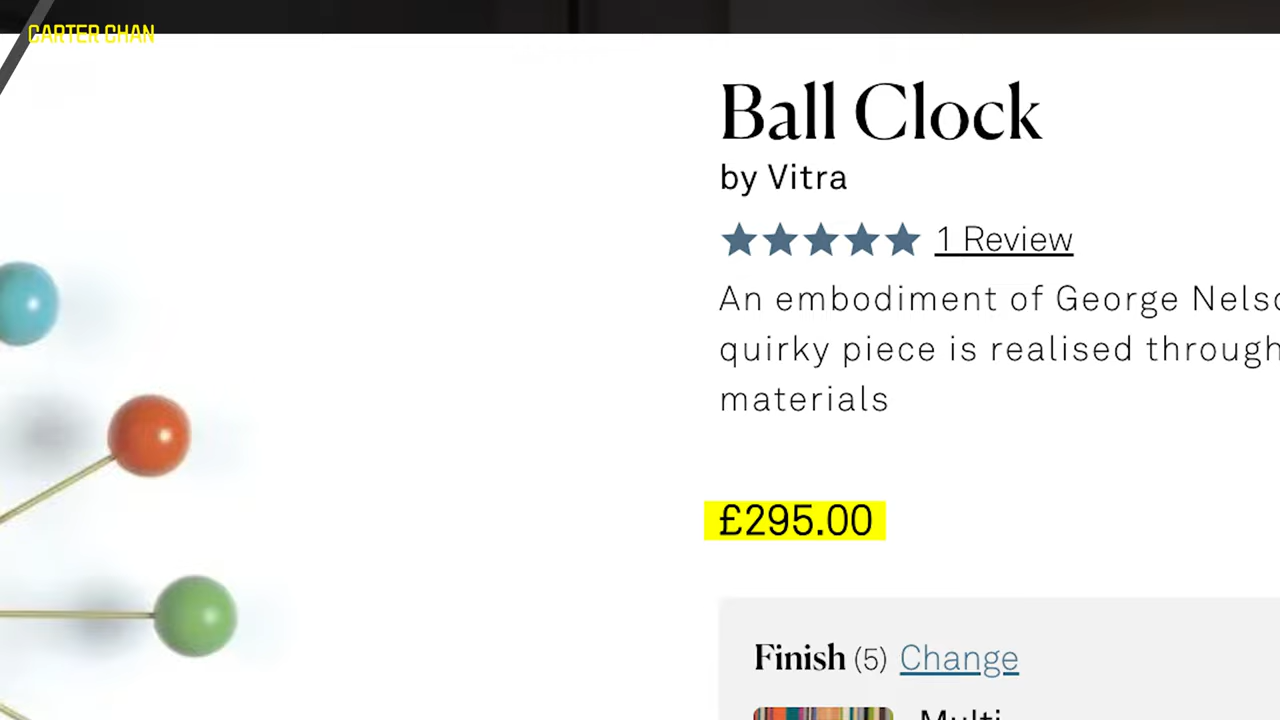 CARTER CHAN
Ball Clock
by Vitra
1 Review
An embodiment of George
quirky piece is realised through
materials
£295.00
Finish (5) Change
Multi